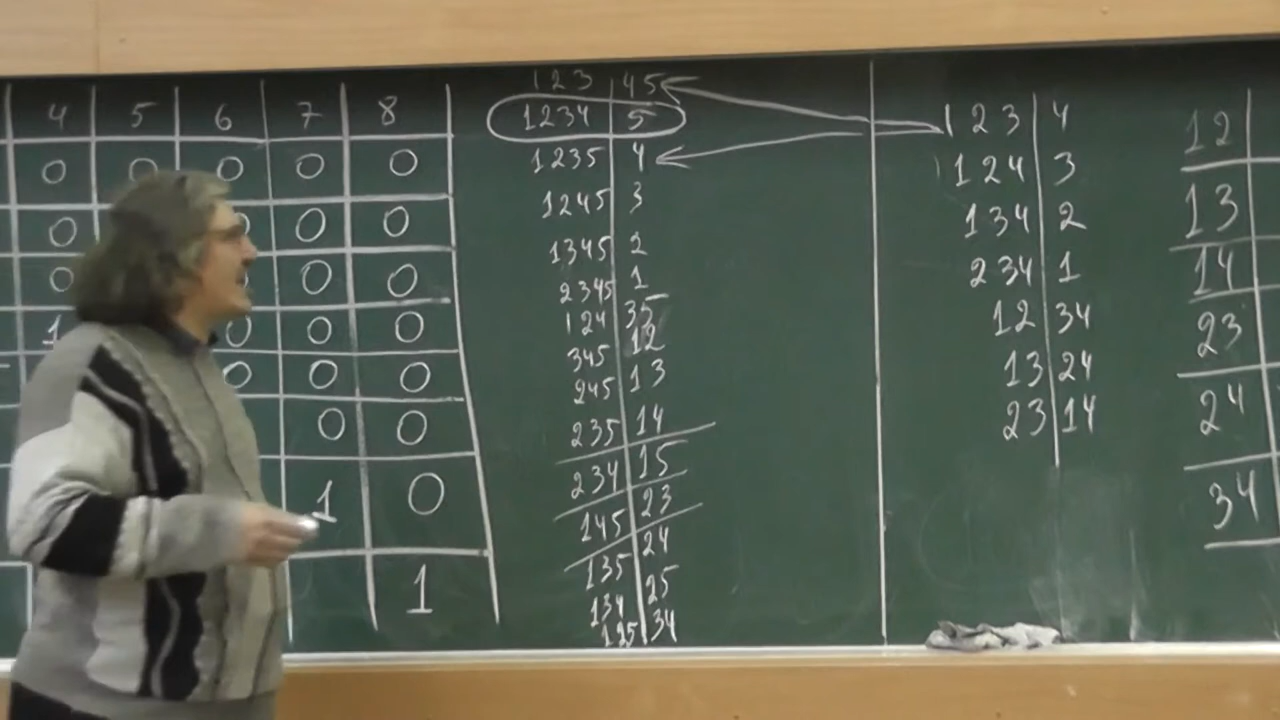 4 5 6 7 8
0 0 0 0 0
0 0 0 0
0 0 0
1 0 0 0
0 0 0
0 0
1 0
1
123 | 45
1234 | 5
1235 | 4
1245 | 3
1345 | 2
2345 | 1
124 | 35
345 | 12
245 | 13
235 | 14
234 | 15
145 | 23
135 | 24
134 | 25
125 | 34
123 | 4
124 | 3
134 | 2
234 | 1
12 | 34
13 | 24
23 | 14
12
13
14
23
24
34